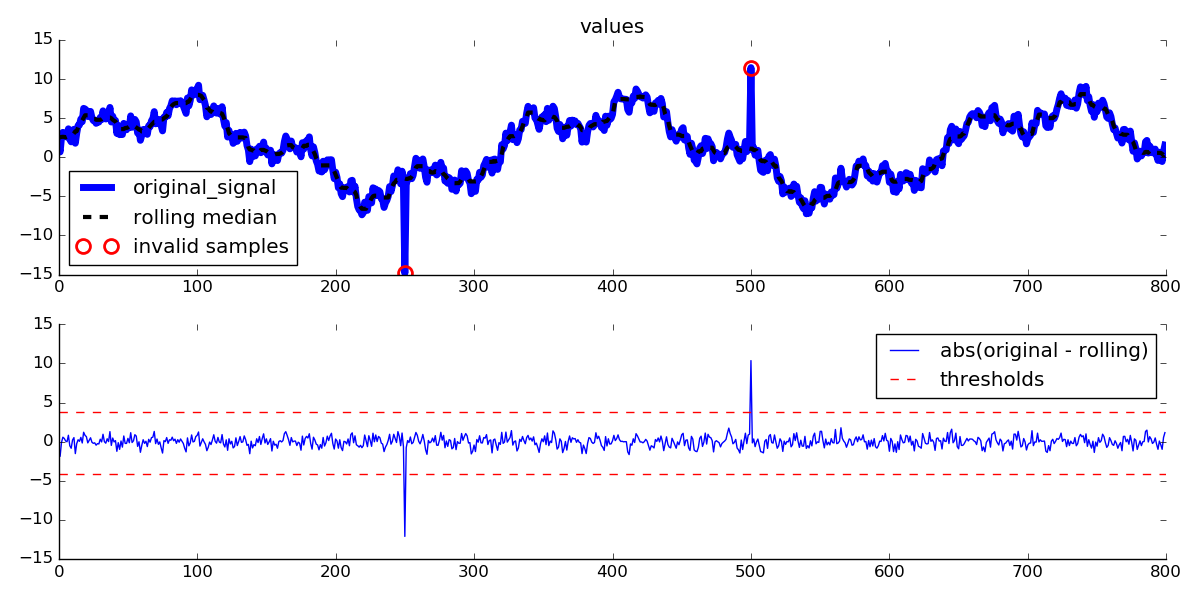 values
15
10
5
0
−5
−10
−15
original_signal
rolling median
invalid samples
0 100 200 300 400 500 600 700 800
15
10
5
0
−5
−10
−15
abs(original - rolling)
thresholds
0 100 200 300 400 500 600 700 800